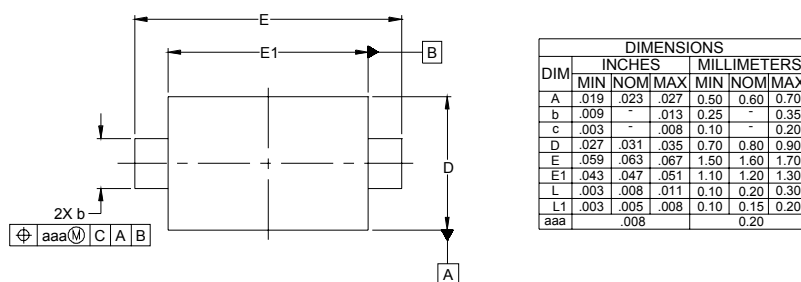 E
E1
B
D
2X b
⌖ aaaⓂ C A B
A
DIMENSIONS
DIM INCHES MILLIMETERS
MIN NOM MAX MIN NOM MAX
A .019 .023 .027 0.50 0.60 0.70
b .009 - .013 0.25 - 0.35
c .003 - .008 0.10 - 0.20
D .027 .031 .035 0.70 0.80 0.90
E .059 .063 .067 1.50 1.60 1.70
E1 .043 .047 .051 1.10 1.20 1.30
L .003 .008 .011 0.10 0.20 0.30
L1 .003 .005 .008 0.10 0.15 0.20
aaa .008 0.20